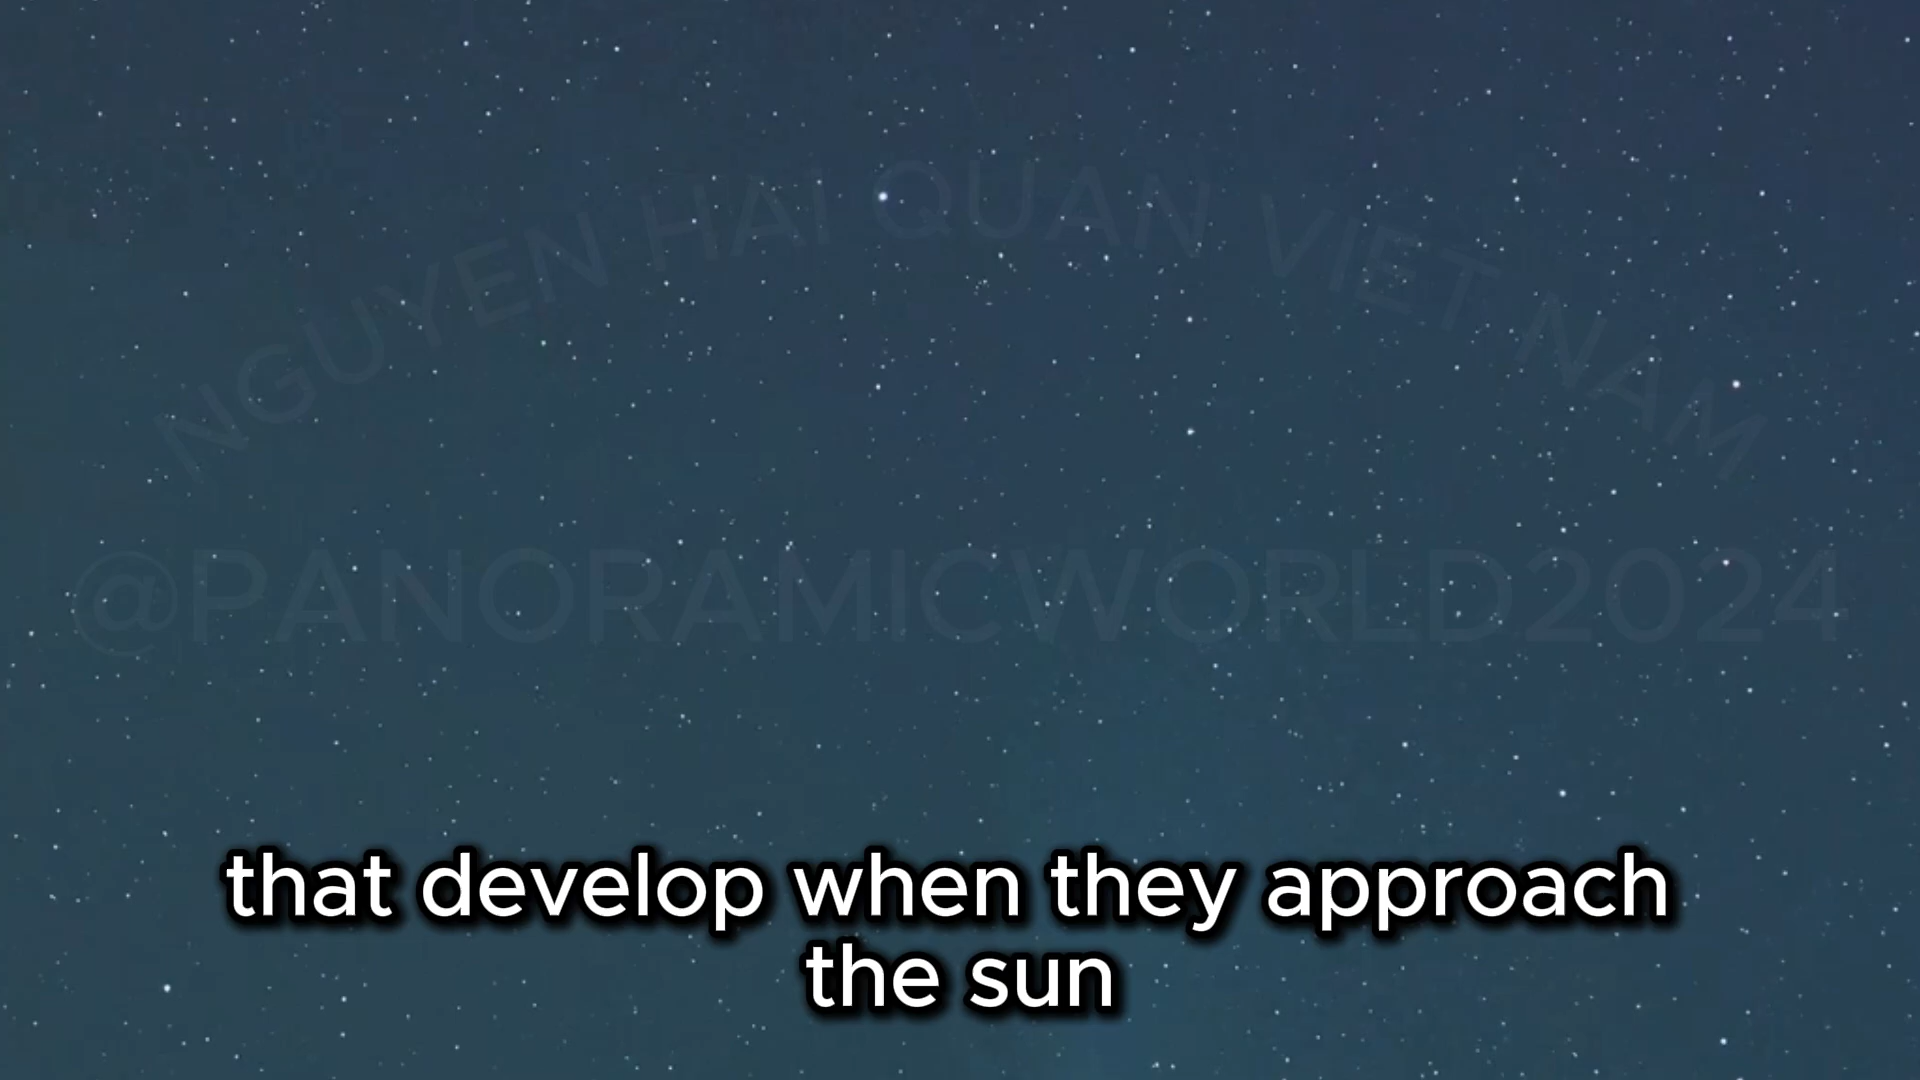 NGUYEN HAI QUAN VIET NAM
@PANORAMICWORLD2024
that develop when they approach
the sun